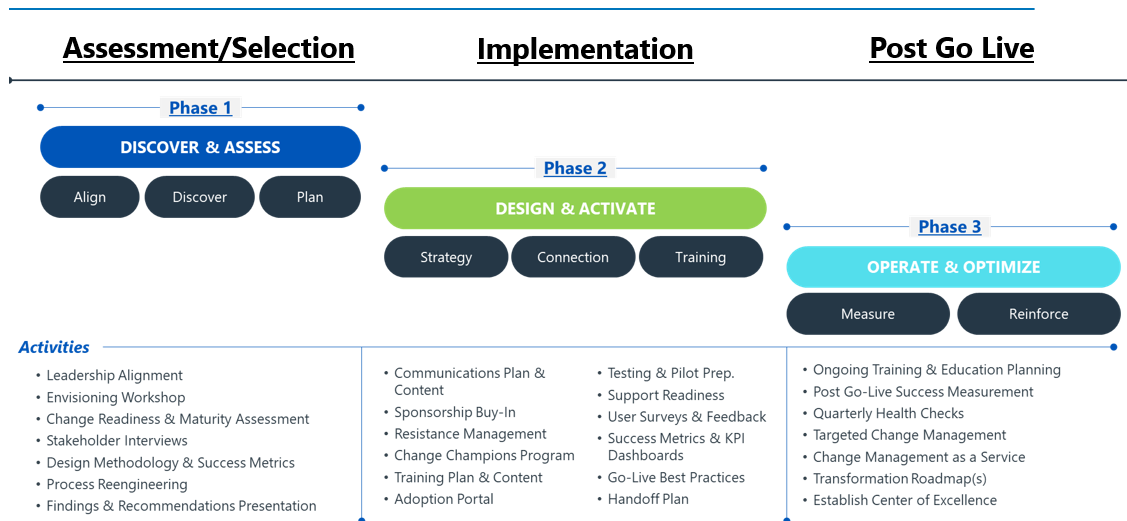 Assessment/Selection
Implementation
Post Go Live
Phase 1
DISCOVER & ASSESS
Align
Discover
Plan
Phase 2
DESIGN & ACTIVATE
Strategy
Connection
Training
Phase 3
OPERATE & OPTIMIZE
Measure
Reinforce
Activities
• Leadership Alignment
• Envisioning Workshop
• Change Readiness & Maturity Assessment
• Stakeholder Interviews
• Design Methodology & Success Metrics
• Process Reengineering
• Findings & Recommendations Presentation
• Communications Plan &
Content
• Sponsorship Buy-In
• Resistance Management
• Change Champions Program
• Training Plan & Content
• Adoption Portal
• Testing & Pilot Prep.
• Support Readiness
• User Surveys & Feedback
• Success Metrics & KPI
Dashboards
• Go-Live Best Practices
• Handoff Plan
• Ongoing Training & Education Planning
• Post Go-Live Success Measurement
• Quarterly Health Checks
• Targeted Change Management
• Change Management as a Service
• Transformation Roadmap(s)
• Establish Center of Excellence